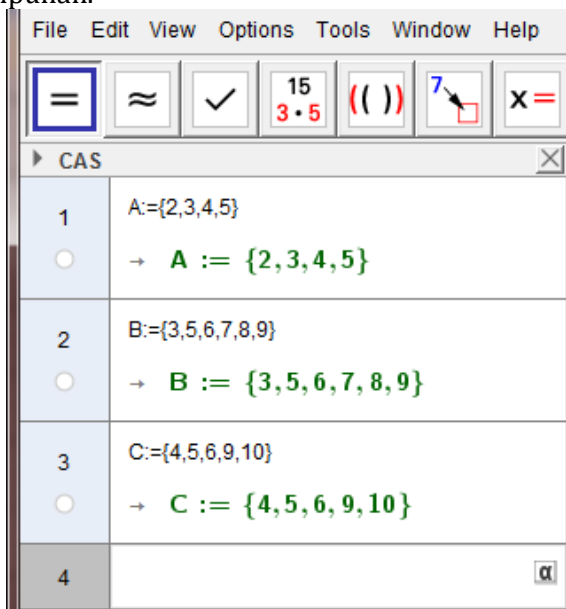 File Edit View Options Tools Window Help
= ≈ ✓ 15 3·5 (( )) 7 x =
CAS
1 A:={2,3,4,5}
→ A := {2,3,4,5}
2 B:={3,5,6,7,8,9}
→ B := {3,5,6,7,8,9}
3 C:={4,5,6,9,10}
→ C := {4,5,6,9,10}
4 α